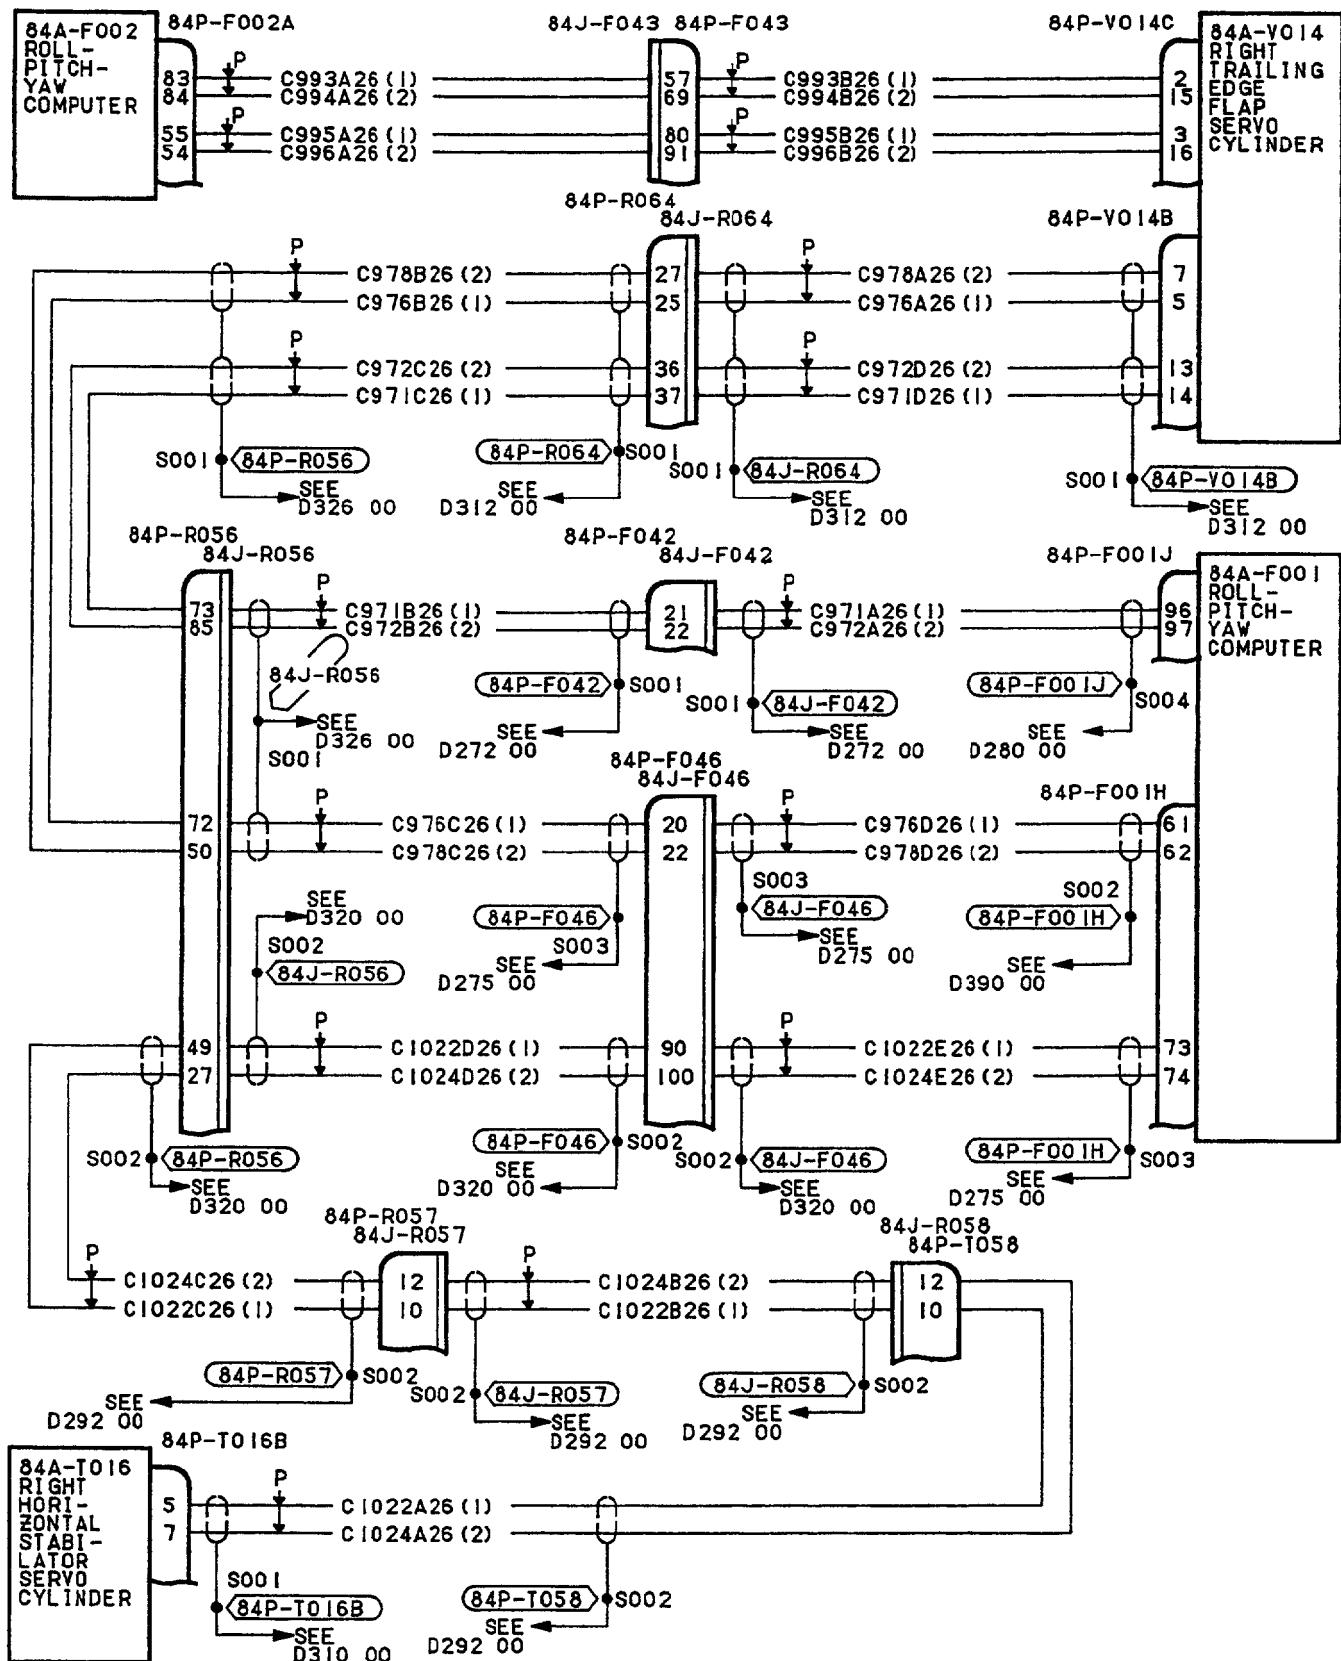 84P-F002A 84J-F043 84P-F043 84P-V014C
84A-F002
ROLL-
PITCH-
YAW
COMPUTER
84A-V014
RIGHT
TRAILING
EDGE
FLAP
SERVO
CYLINDER
P P
83 C993A26(1) 57 C993B26(1) 2
84 C994A26(2) 69 C994B26(2) 15
P P
55 C995A26(1) 80 C995B26(1) 3
54 C996A26(2) 91 C996B26(2) 16
84P-R064
84J-R064 84P-V014B
P P
C978B26(2) 27 C978A26(2) 7
C976B26(1) 25 C976A26(1) 5
P P
C972C26(2) 36 C972D26(2) 13
C971C26(1) 37 C971D26(1) 14
S001 84P-R056 84P-R064 S001 S001 84J-R064 S001 84P-V014B
SEE SEE SEE SEE
D326 00 D312 00 D312 00 D312 00
84P-R056 84P-F042
84J-R056 84J-F042 84P-F001J
84A-F001
ROLL-
PITCH-
YAW
COMPUTER
P P
73 C971B26(1) 21 C971A26(1) 96
85 C972B26(2) 22 C972A26(2) 97
84J-R056 84P-F042 S001 S001 84J-F042 84P-F001J S004
SEE SEE SEE SEE
D326 00 D272 00 D272 00 D280 00
S001
84P-F046
84J-F046 84P-F001H
P P
72 C976C26(1) 20 C976D26(1) 61
50 C978C26(2) 22 C978D26(2) 62
SEE S003 S002
D320 00 84P-F046 84J-F046 84P-F001H
S002 S003 SEE
84J-R056 SEE D275 00 SEE
D275 00 D390 00
P P
49 C1022D26(1) 90 C1022E26(1) 73
27 C1024D26(2) 100 C1024E26(2) 74
S002 84P-R056 84P-F046 S002 S002 84J-F046 84P-F001H S003
SEE SEE SEE SEE
D320 00 D320 00 D320 00 D275 00
84P-R057 84J-R058
84J-R057 84P-T058
P P
C1024C26(2) 12 C1024B26(2) 12
C1022C26(1) 10 C1022B26(1) 10
84P-R057 S002 S002 84J-R057 84J-R058 S002
SEE SEE SEE
D292 00 D292 00 D292 00
84P-T016B
84A-T016
RIGHT
HORI-
ZONTAL
STABI-
LATOR
SERVO
CYLINDER
P
5 C1022A26(1)
7 C1024A26(2)
S001 84P-T058 S002
84P-T016B SEE
SEE D292 00
D310 00